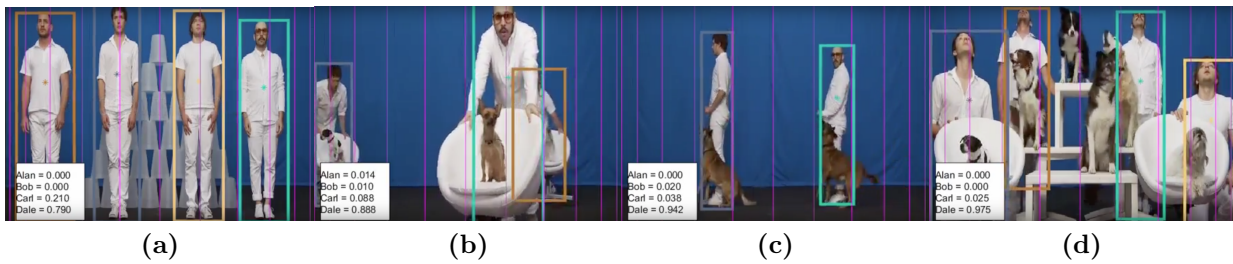 Alan = 0.000
Bob = 0.000
Carl = 0.210
Dale = 0.790
Alan = 0.014
Bob = 0.010
Carl = 0.088
Dale = 0.888
Alan = 0.000
Bob = 0.020
Carl = 0.038
Dale = 0.942
Alan = 0.000
Bob = 0.000
Carl = 0.025
Dale = 0.975
(a)
(b)
(c)
(d)